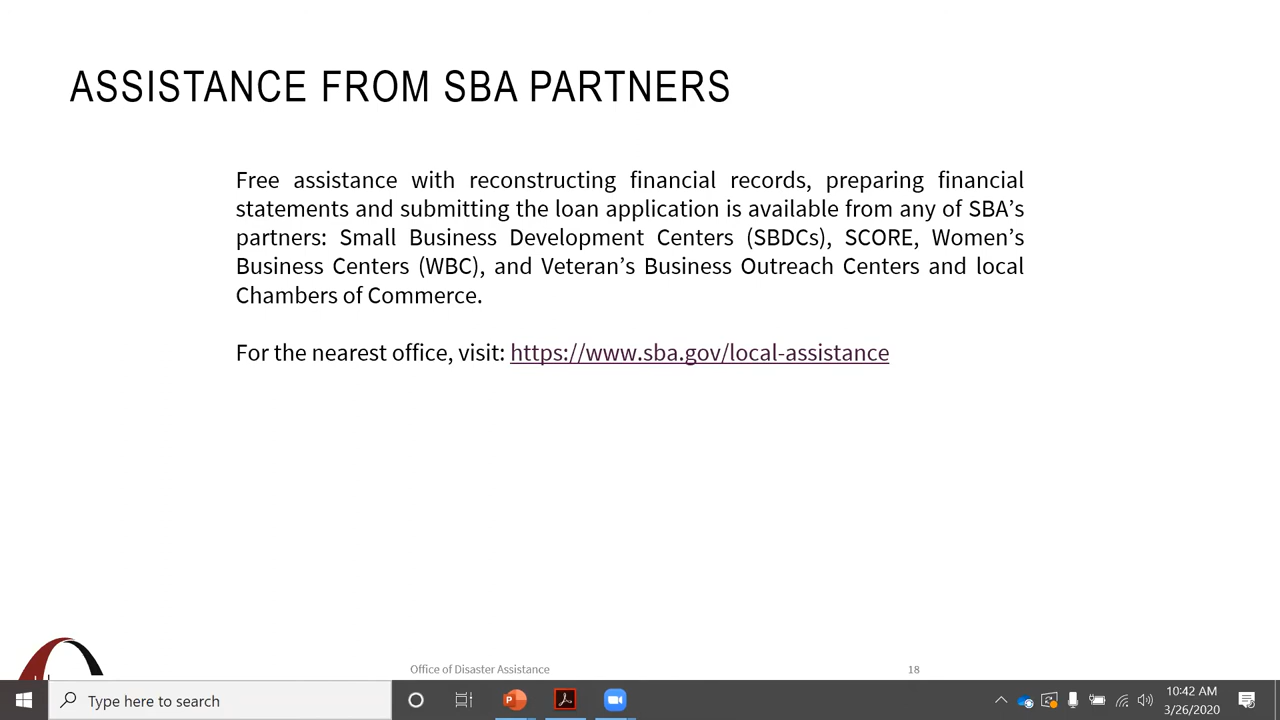 ASSISTANCE FROM SBA PARTNERS
Free assistance with reconstructing financial records, preparing financial
statements and submitting the loan application is available from any of SBA’s
partners: Small Business Development Centers (SBDCs), SCORE, Women’s
Business Centers (WBC), and Veteran’s Business Outreach Centers and local
Chambers of Commerce.
For the nearest office, visit: https://www.sba.gov/local-assistance
Office of Disaster Assistance
18
Type here to search
10:42 AM
3/26/2020